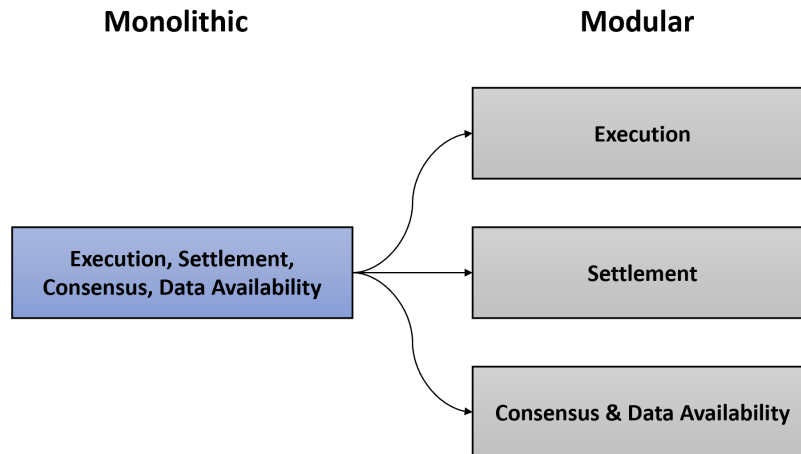 Monolithic
Modular
Execution
Execution, Settlement,
Consensus, Data Availability
Settlement
Consensus & Data Availability